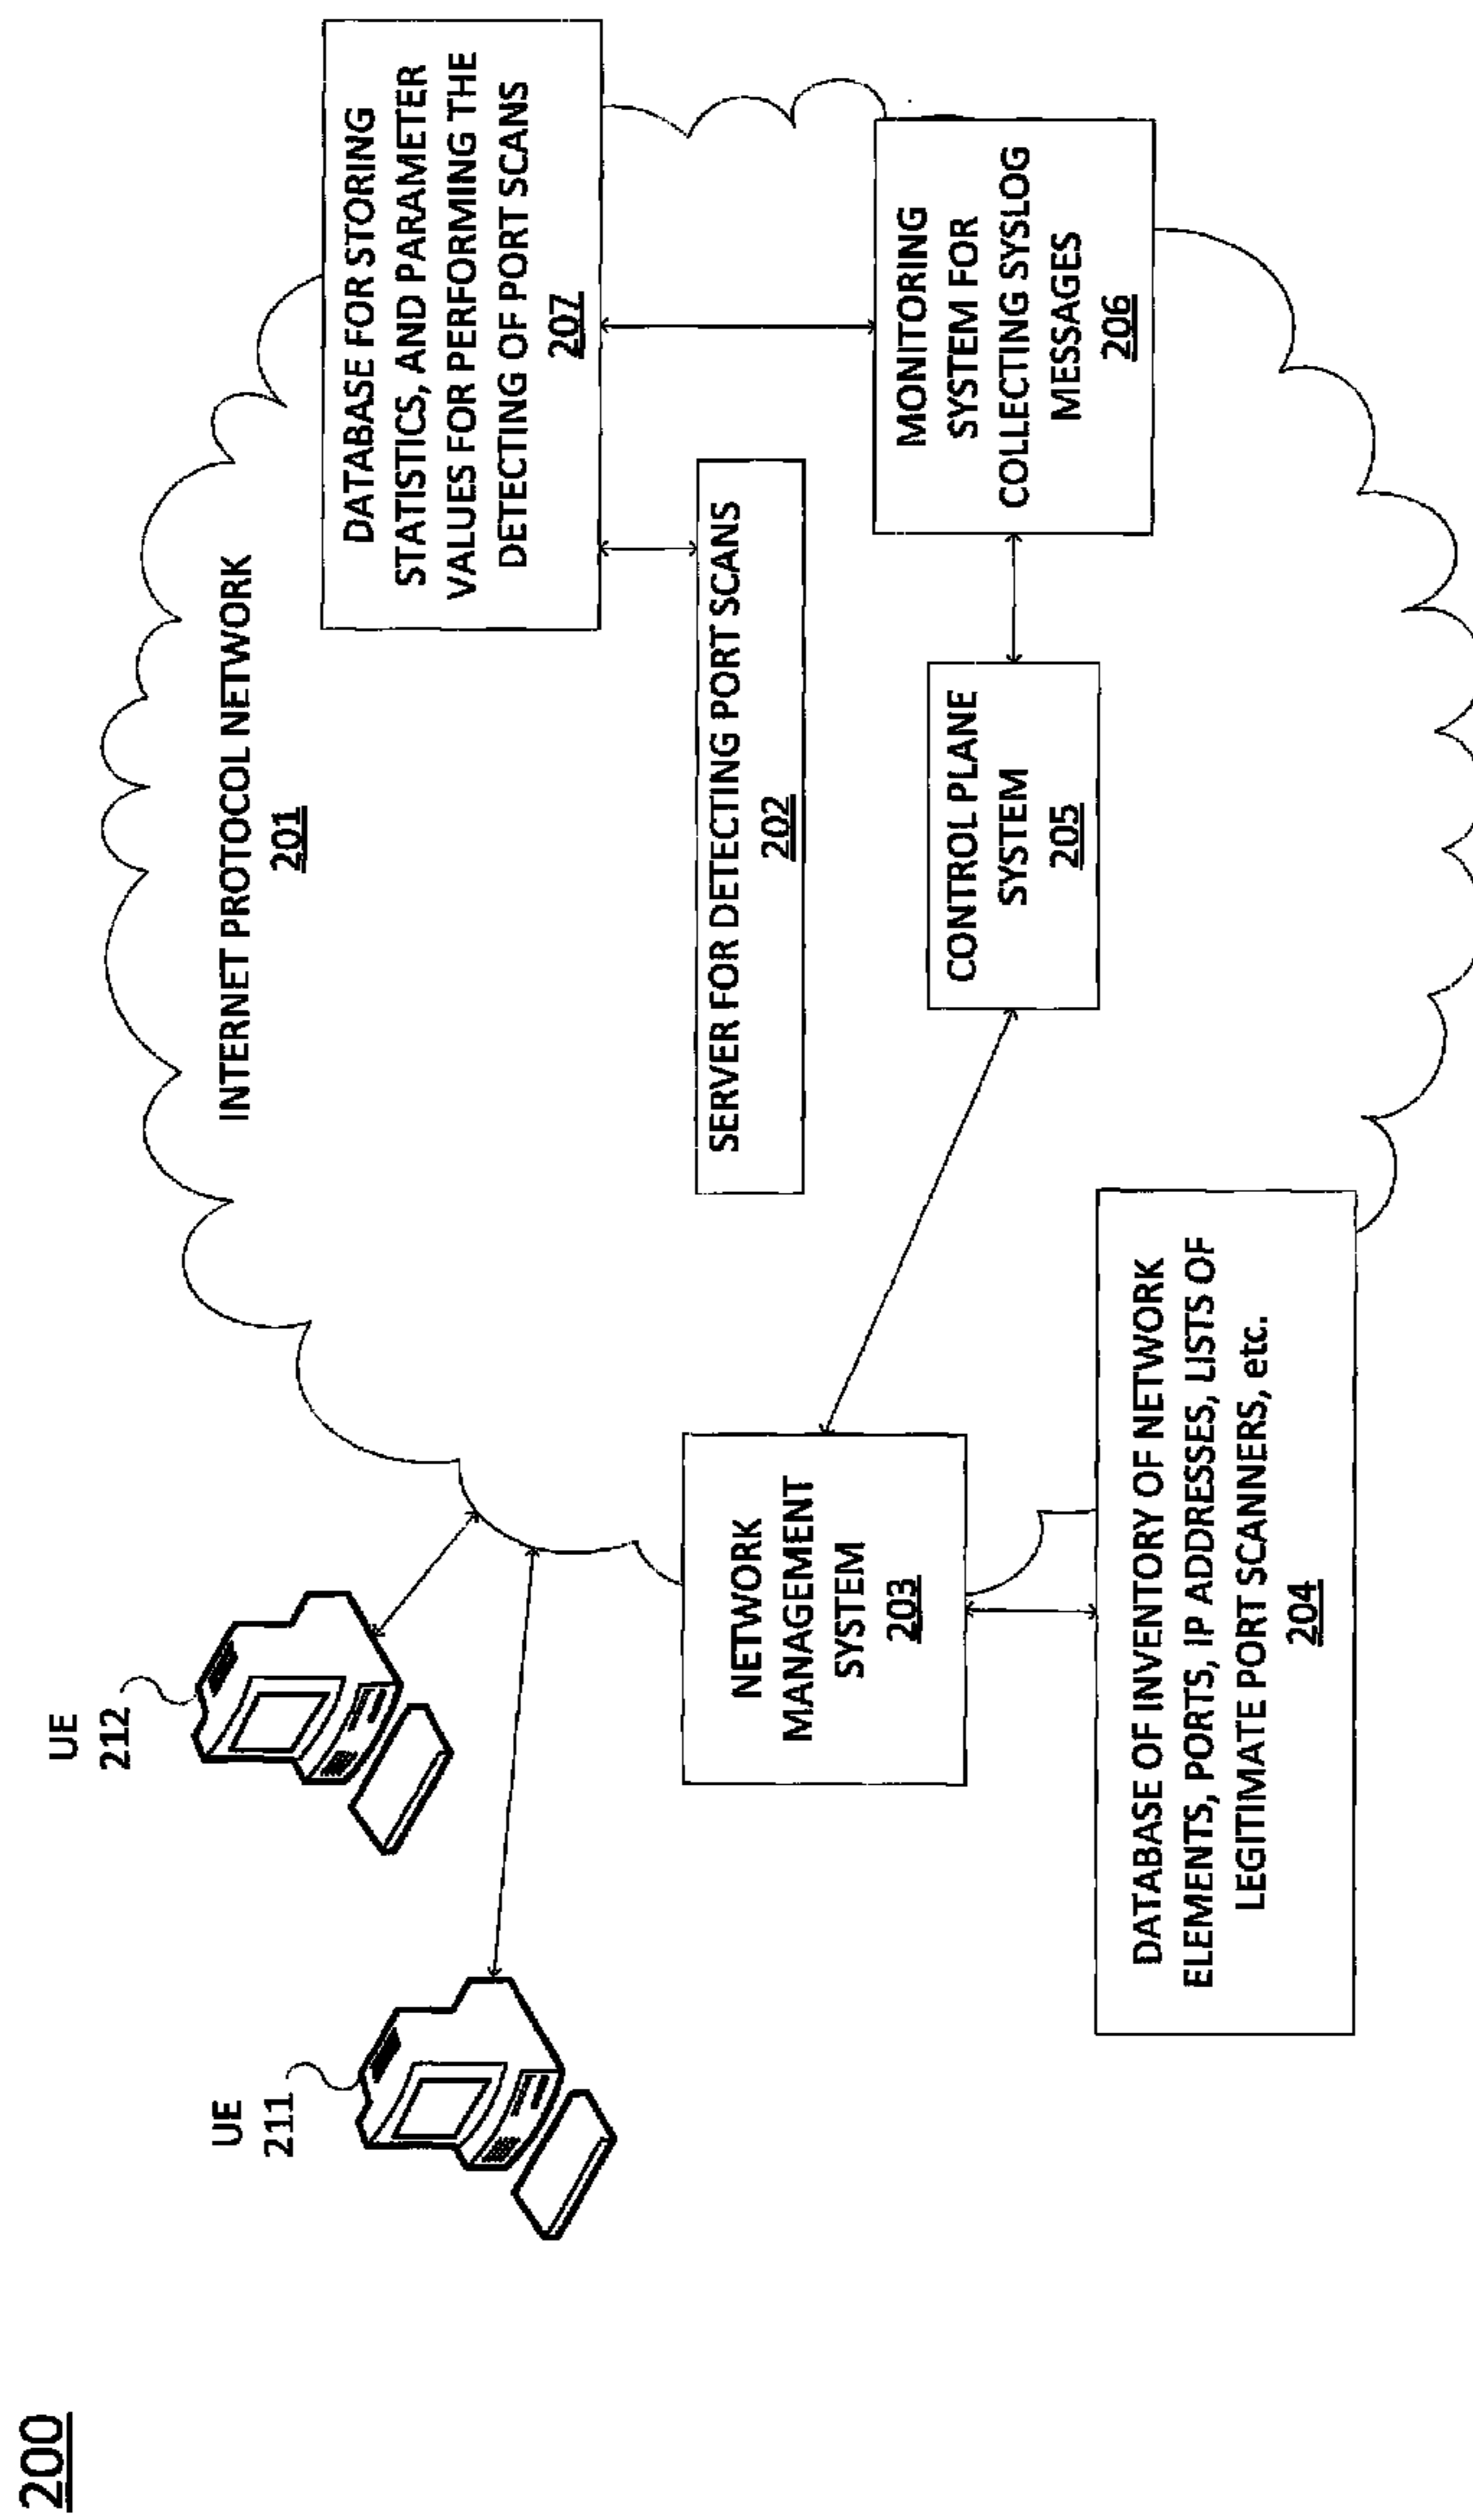 200
UE
212
UE
211
INTERNET PROTOCOL NETWORK
201
DATABASE FOR STORING
STATISTICS, AND PARAMETER
VALUES FOR PERFORMING THE
DETECTING OF PORT SCANS
207
SERVER FOR DETECTING PORT SCANS
202
NETWORK
MANAGEMENT
SYSTEM
203
CONTROL PLANE
SYSTEM
205
MONITORING
SYSTEM FOR
COLLECTING SYSLOG
MESSAGES
206
DATABASE OF INVENTORY OF NETWORK
ELEMENTS, PORTS, IP ADDRESSES, LISTS OF
LEGITIMATE PORT SCANNERS, etc.
204